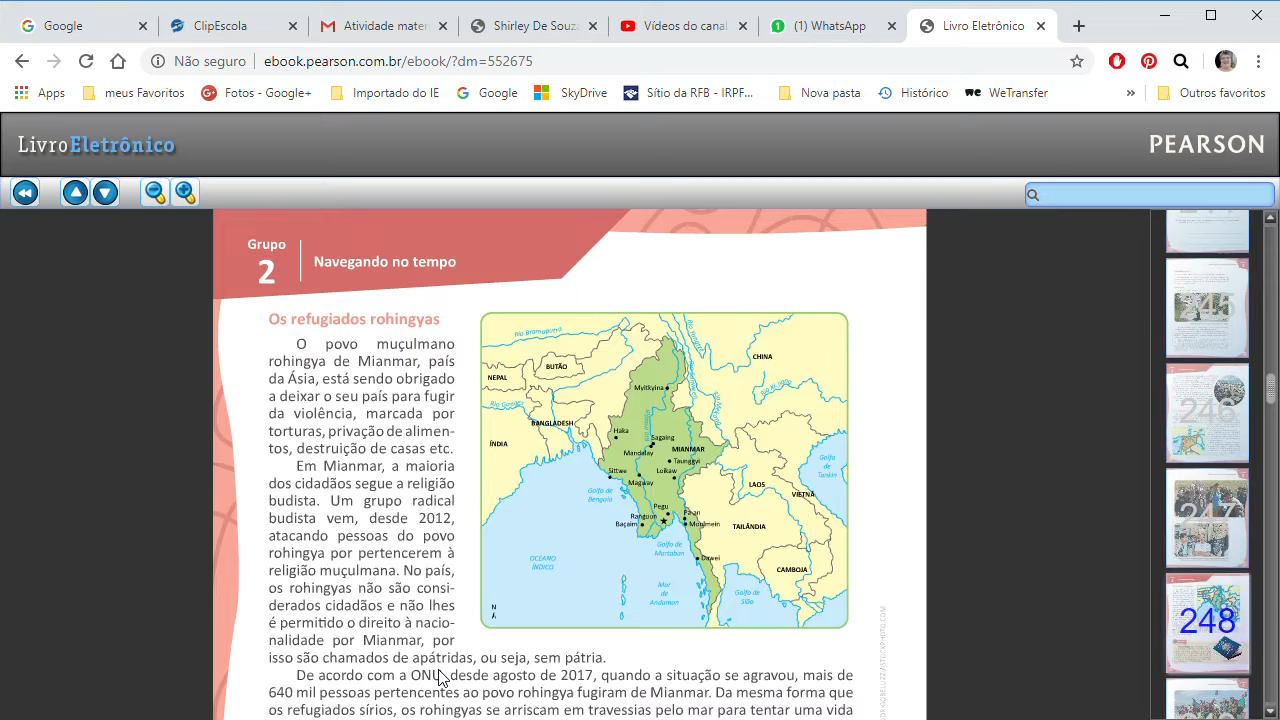 Google
ClipEscola
Atividade mater
Shirley De Souz
Vídeos do canal
(1) WhatsApp
Livro Eletrônico
Não seguro
ebook.pearson.com.br/ebook/?dm=552675
Apps
meus Favoritos
Fotos - Google+
Importado do IE
Google
SkyDrive
Sítio da RFB - IRPF...
Nova pasta
Histórico
WeTransfer
»
Outros favoritos
LivroEletrônico
PEARSON
Grupo
2
Navegando no tempo
Os refugiados rohingyas
O povo muçulmano
rohingya de Mianmar, país
da Ásia, está sendo obrigado
a deixar o seu país para fugir
da violência, marcada por
torturas, privação de alimen-
tos, destruição de casas etc.
Em Mianmar, a maioria
dos cidadãos segue a religião
budista. Um grupo radical
budista vem, desde 2012,
atacando pessoas do povo
rohingya por pertencerem à
religião muçulmana. No país,
os rohingyas não são consi-
derados cidadãos e não lhes
é permitido o direito à nacio-
nalidade por Mianmar, por
isso são chamados de apátridas, ou seja, sem pátria.
De acordo com a ONU, desde agosto de 2017, quando a situação se agravou, mais de
640 mil pessoas pertencentes ao povo rohingya fugiram de Mianmar. Da mesma forma que
os refugiados sírios, os rohingyas se arriscam em travessias pelo mar para tentar uma vida
Rio Bramaputra
CHINA
BUTÃO
NEPAL
Myitkyina
BANGLADESH
ÍNDIA
Haka
Sagaing
Mandalay
MIANMAR
Taunggyi
Sittwe
Loikaw
Magway
Golfo de
Bengala
LAOS
VIETNÃ
Golfo de
Tonkin
Pegu
Rangoun
Pa-an
Baçaim
Moulmein
TAILÂNDIA
Golfo de
Martaban
Dawei
OCEANO
ÍNDICO
CAMBOJA
Mar
de
Andaman
Golfo de
Sião
N
245
246
247
248